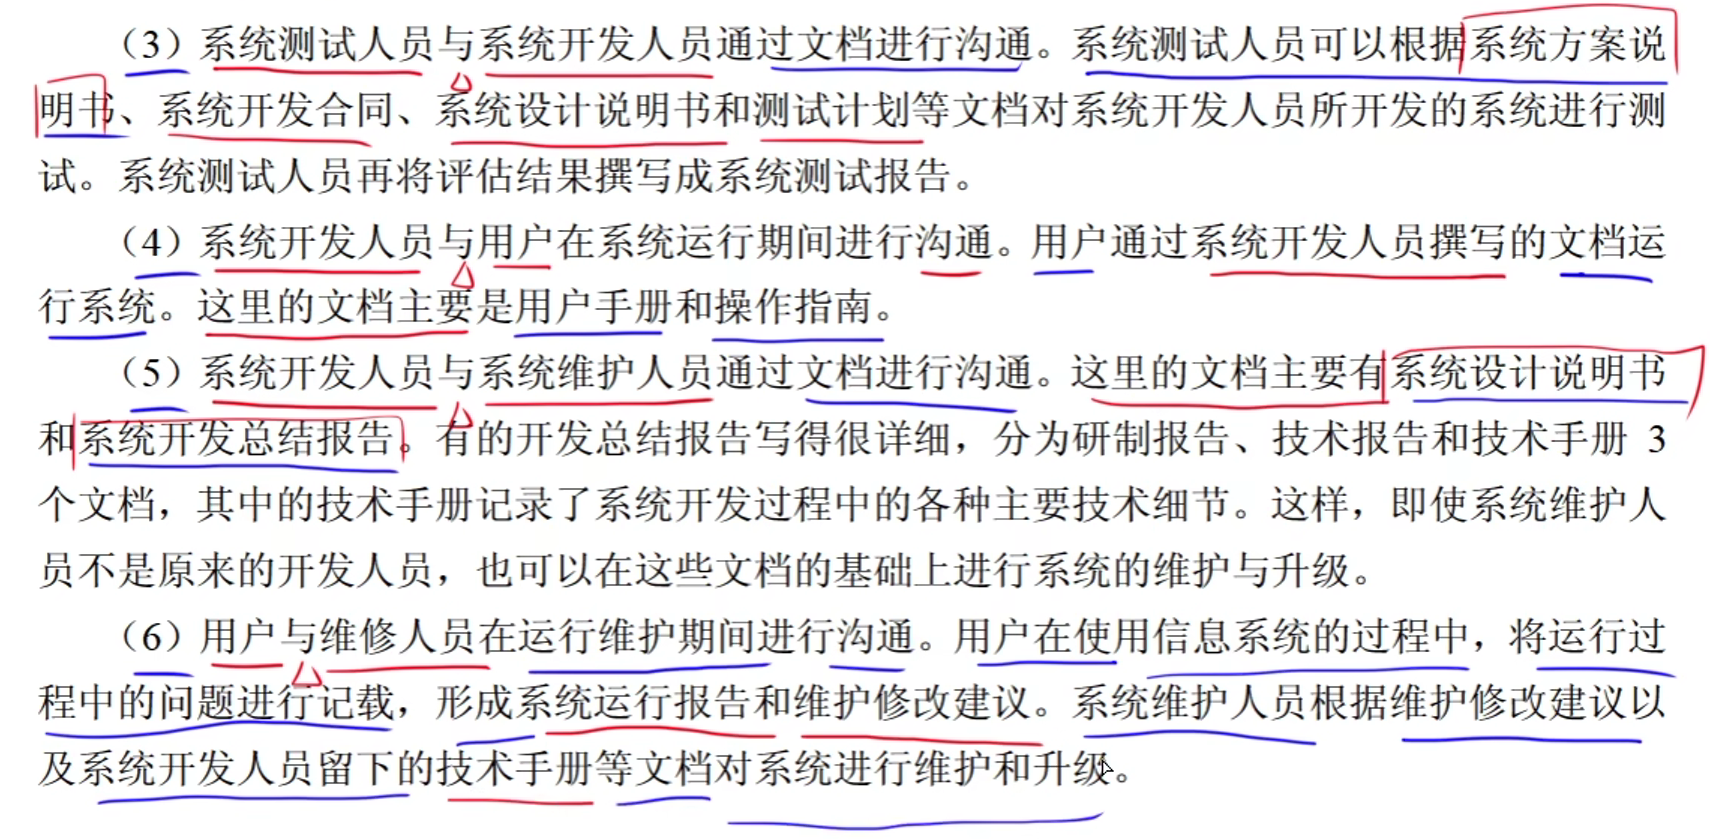 （3）系统测试人员与系统开发人员通过文档进行沟通。系统测试人员可以根据系统方案说
明书、系统开发合同、系统设计说明书和测试计划等文档对系统开发人员所开发的系统进行测
试。系统测试人员再将评估结果撰写成系统测试报告。
（4）系统开发人员与用户在系统运行期间进行沟通。用户通过系统开发人员撰写的文档运
行系统。这里的文档主要是用户手册和操作指南。
（5）系统开发人员与系统维护人员通过文档进行沟通。这里的文档主要有系统设计说明书
和系统开发总结报告。有的开发总结报告写得很详细，分为研制报告、技术报告和技术手册 3
个文档，其中的技术手册记录了系统开发过程中的各种主要技术细节。这样，即使系统维护人
员不是原来的开发人员，也可以在这些文档的基础上进行系统的维护与升级。
（6）用户与维修人员在运行维护期间进行沟通。用户在使用信息系统的过程中，将运行过
程中的问题进行记载，形成系统运行报告和维护修改建议。系统维护人员根据维护修改建议以
及系统开发人员留下的技术手册等文档对系统进行维护和升级。